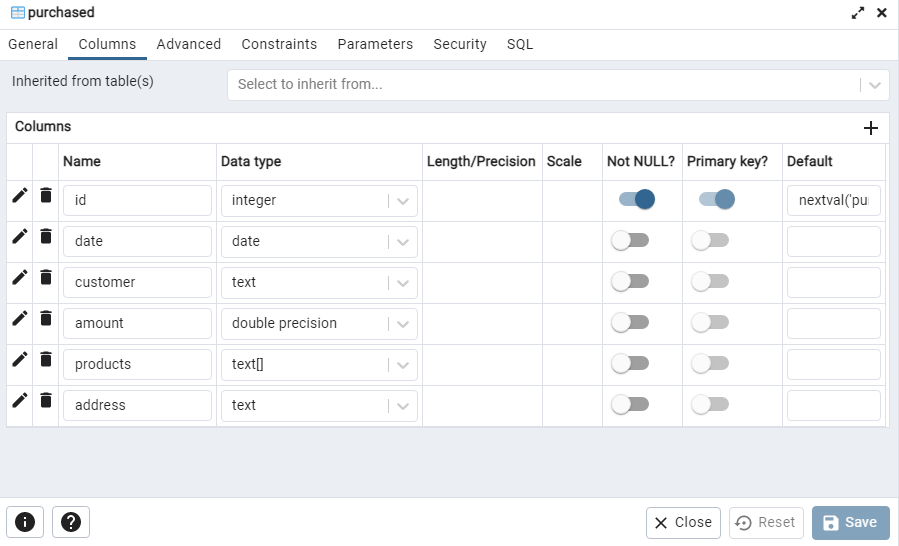 purchased
General Columns Advanced Constraints Parameters Security SQL
Inherited from table(s) Select to inherit from...
Columns
Name Data type Length/Precision Scale Not NULL? Primary key? Default
id integer nextval('pu
date date
customer text
amount double precision
products text[]
address text
Close Reset Save